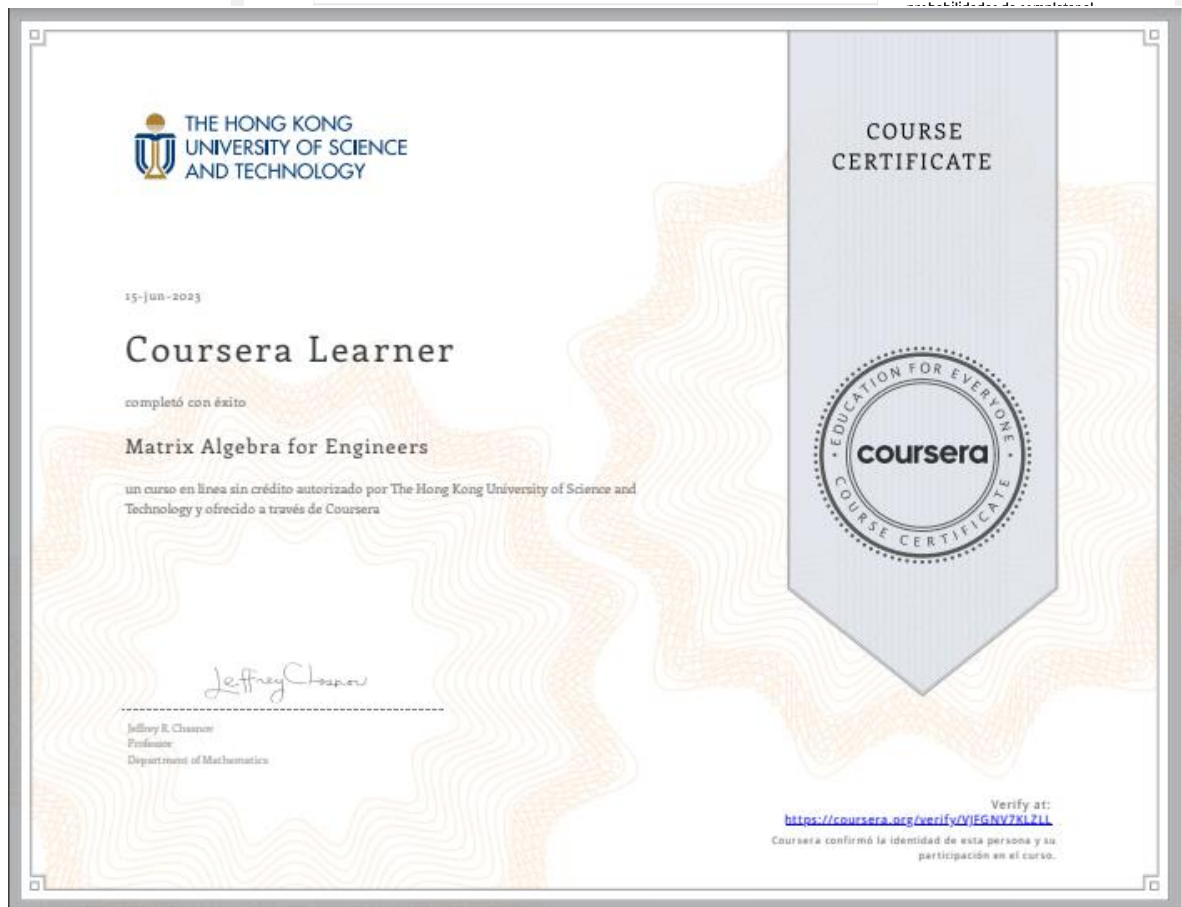 THE HONG KONG
UNIVERSITY OF SCIENCE
AND TECHNOLOGY
COURSE
CERTIFICATE
15-jun-2023
Coursera Learner
completó con éxito
Matrix Algebra for Engineers
un curso en línea sin crédito autorizado por The Hong Kong University of Science and
Technology y ofrecido a través de Coursera
EDUCATION FOR EVERYONE
coursera
COURSE CERTIFICATE
Jeffrey Chasnov
Jeffrey R. Chasnov
Professor
Department of Mathematics
Verify at:
https://coursera.org/verify/VJEGNV7KLZLL
Coursera confirmó la identidad de esta persona y su
participación en el curso.